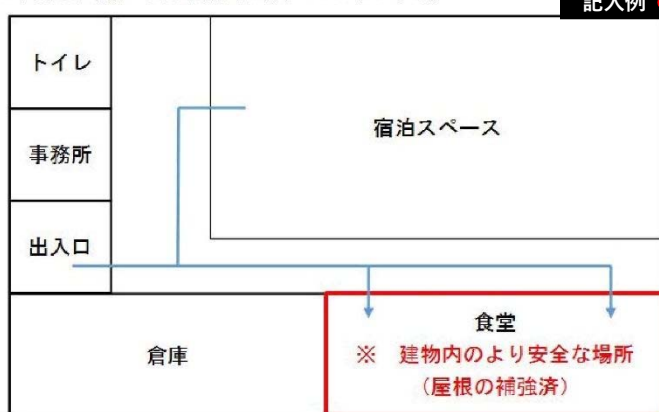 記入例
トイレ
宿泊スペース
事務所
出入口
倉庫
食堂
※ 建物内のより安全な場所
（屋根の補強済）